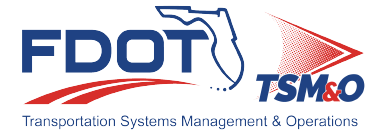 FDOT
TSM&O
Transportation Systems Management & Operations